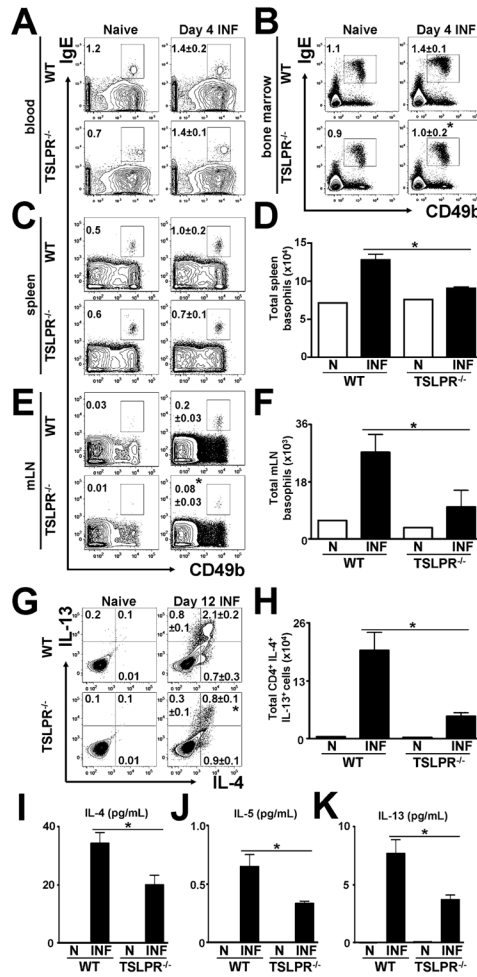 A
Naive
Day 4 INF
IgE
blood
WT
1.2
1.4±0.2
TSLPR-/-
0.7
1.4±0.1
B
Naive
Day 4 INF
IgE
bone marrow
WT
1.1
1.4±0.1
TSLPR-/-
0.9
1.0±0.2 *
CD49b
C
spleen
WT
0.5
1.0±0.2
TSLPR-/-
0.6
0.7±0.1
D
Total spleen
basophils (x10⁴)
15
10
5
0
*
N INF N INF
WT TSLPR-/-
E
mLN
WT
0.03
0.2
±0.03
TSLPR-/-
0.01
0.08 *
±0.03
CD49b
F
Total mLN
basophils (x10³)
36
18
0
*
N INF N INF
WT TSLPR-/-
G
Naive
Day 12 INF
IL-13
WT
0.2 0.1
0.01
0.8 2.1±0.2
±0.1
0.7±0.3
TSLPR-/-
0.1 0.1
0.01
0.3 0.8±0.1
±0.1 *
0.9±0.1
IL-4
H
Total CD4⁺ IL-4⁺
IL-13⁺ cells (x10⁴)
26
13
0
*
N INF N INF
WT TSLPR-/-
I
IL-4 (pg/mL)
40
20
0
*
N INF N INF
WT TSLPR-/-
J
IL-5 (pg/mL)
1.0
0.5
0
*
N INF N INF
WT TSLPR-/-
K
IL-13 (pg/mL)
10
5
0
*
N INF N INF
WT TSLPR-/-